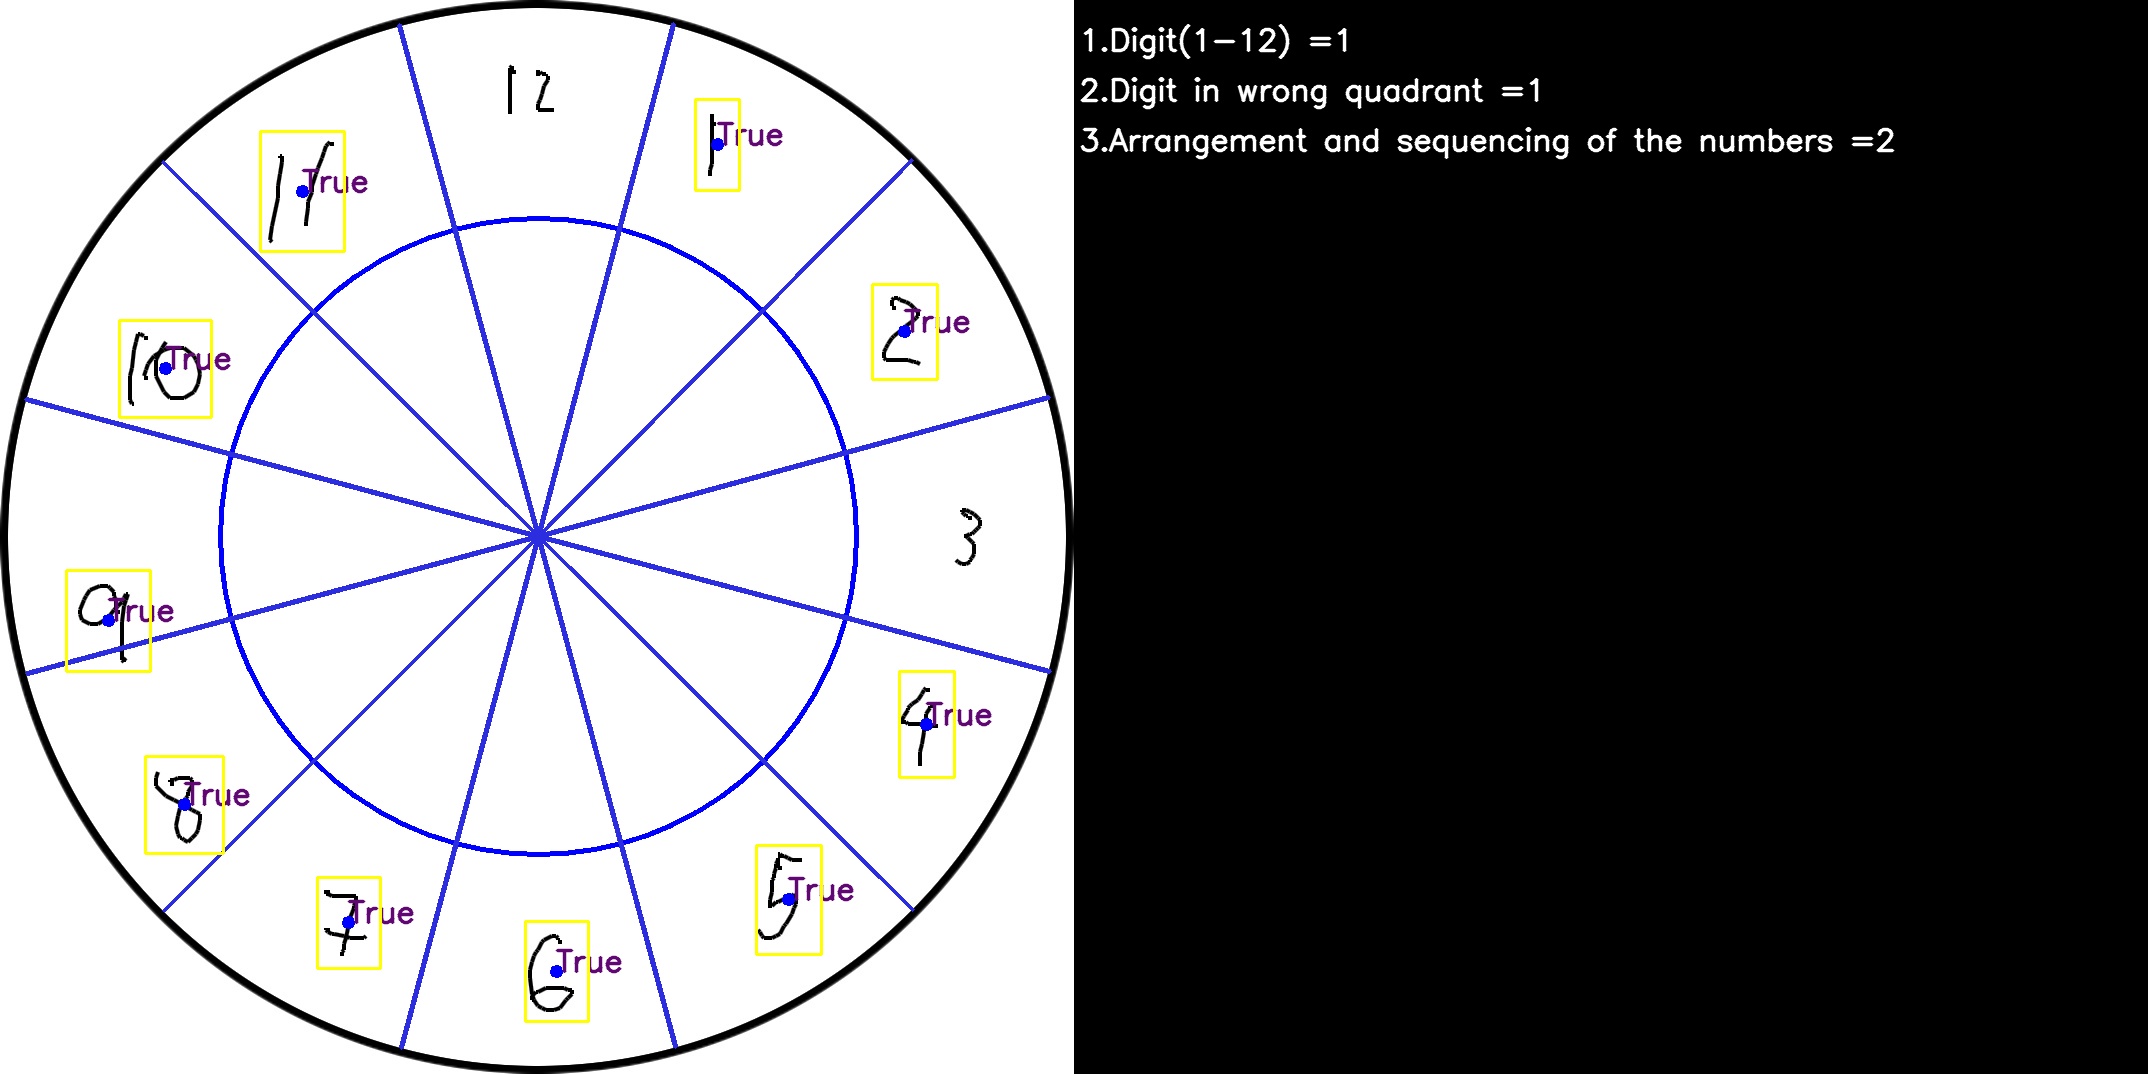 12
11 True
1 True
10 True
2 True
9 True
3
8 True
4 True
7 True
6 True
5 True
1.Digit(1-12) =1
2.Digit in wrong quadrant =1
3.Arrangement and sequencing of the numbers =2